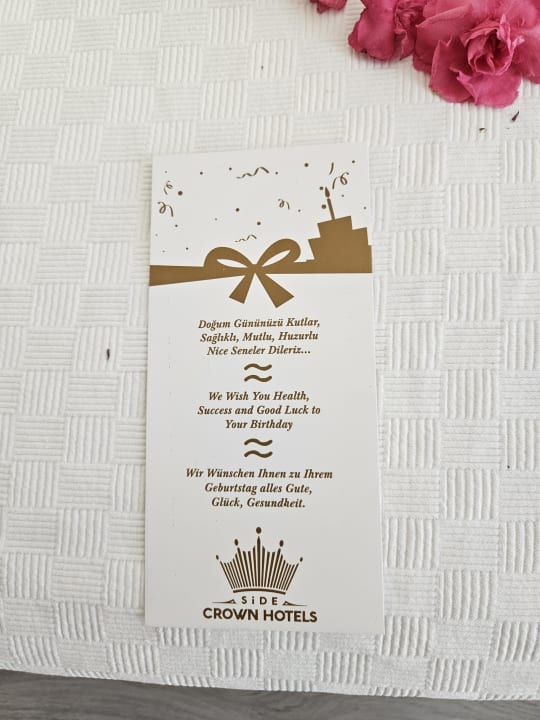 Doğum Gününüzü Kutlar,
Sağlıklı, Mutlu, Huzurlu
Nice Seneler Dileriz...
We Wish You Health,
Success and Good Luck to
Your Birthday
Wir Wünschen Ihnen zu Ihrem
Geburtstag alles Gute,
Glück, Gesundheit.
SiDE
CROWN HOTELS